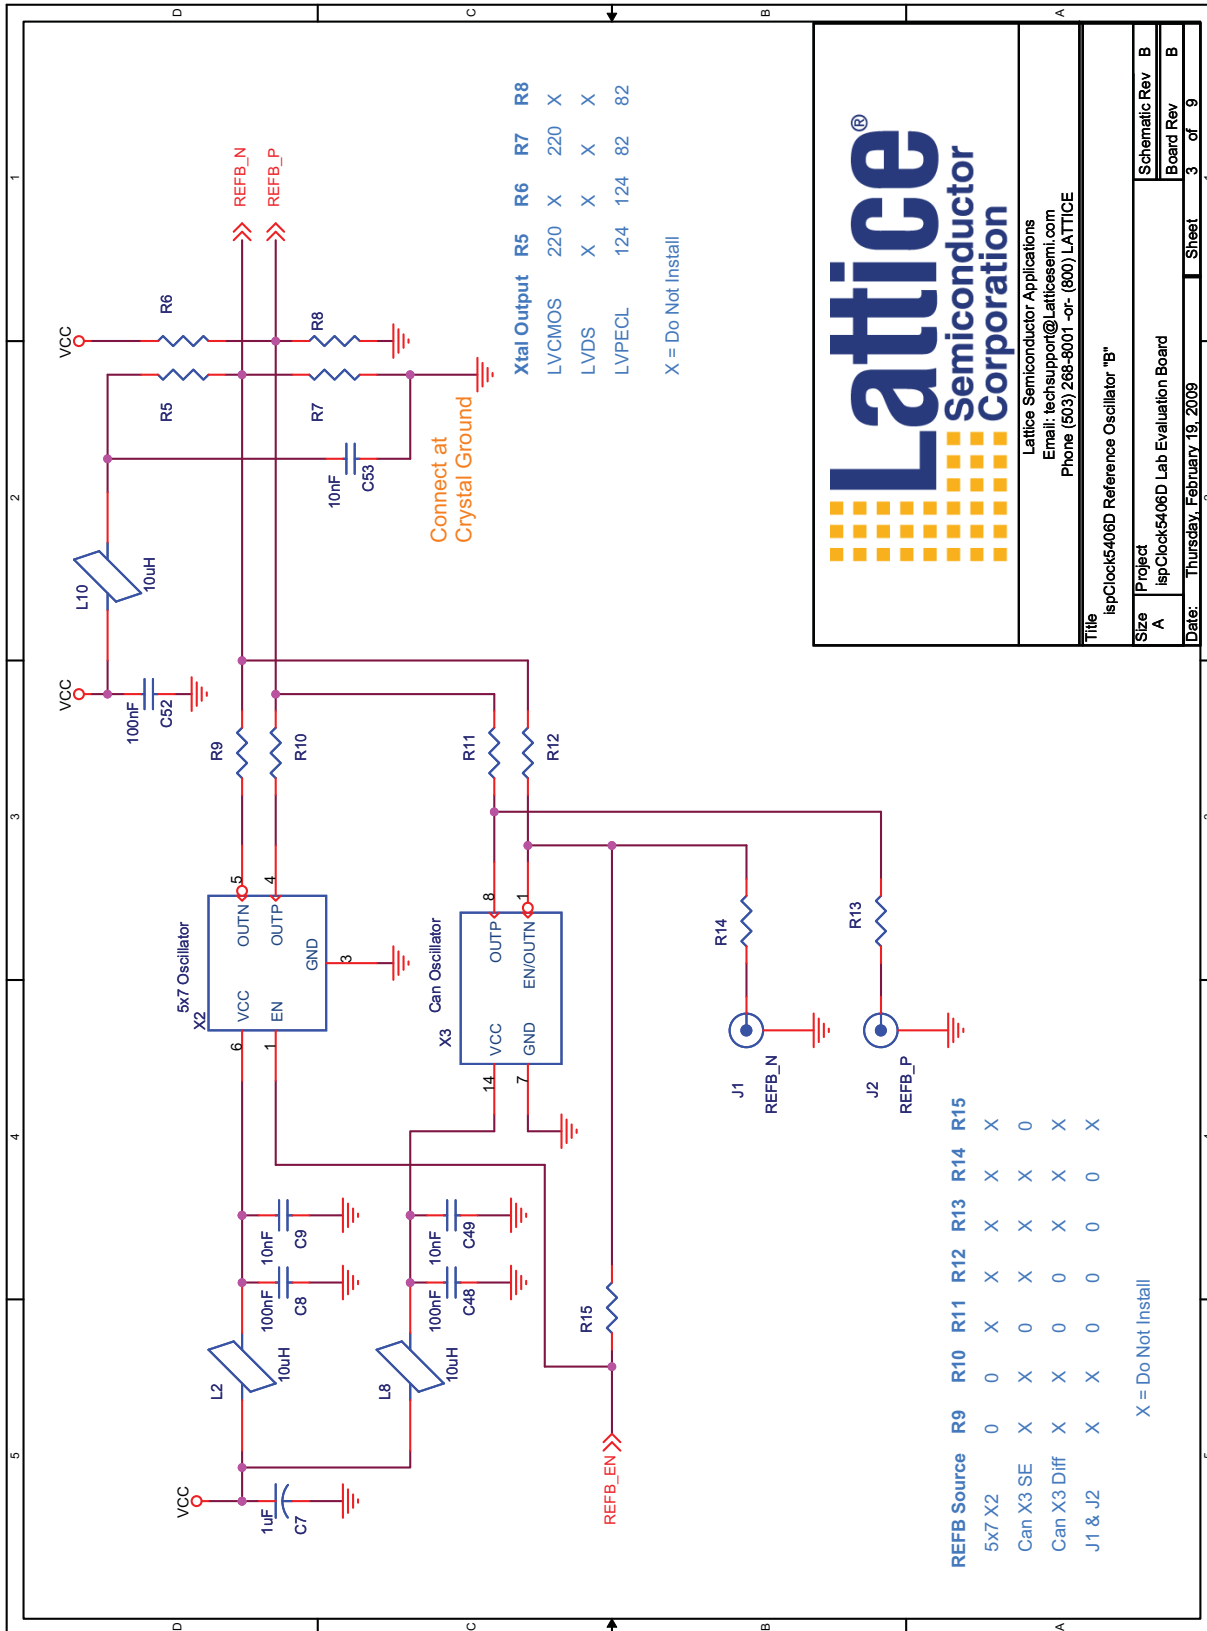 5
4
3
2
1
D
C
B
A
D
C
B
A
VCC
1uF
C7
L2
10uH
100nF
C8
10nF
C9
L8
10uH
100nF
C48
10nF
C49
5x7 Oscillator
X2
VCC
EN
OUTN
OUTP
GND
6
1
5
4
3
Can Oscillator
X3
VCC
GND
OUTP
EN/OUTN
14
7
8
1
R9
R10
R11
R12
VCC
100nF
C52
L10
10uH
VCC
R5
R6
R7
R8
10nF
C53
Connect at
Crystal Ground
REFB_N
REFB_P
REFB_EN
R15
R14
R13
J1
REFB_N
J2
REFB_P
Xtal Output R5 R6 R7 R8
LVCMOS 220 X 220 X
LVDS X X X X
LVPECL 124 124 82 82
X = Do Not Install
REFB Source R9 R10 R11 R12 R13 R14 R15
5x7 X2 0 0 X X X X X
Can X3 SE X X 0 X X X 0
Can X3 Diff X X 0 0 X X X
J1 & J2 X X 0 0 0 0 X
X = Do Not Install
Lattice®
Semiconductor
Corporation
Lattice Semiconductor Applications
Email: techsupport@Latticesemi.com
Phone (503) 268-8001 -or- (800) LATTICE
Title
ispClock5406D Reference Oscillator "B"
Size
A
Project
ispClock5406D Lab Evaluation Board
Schematic Rev B
Board Rev B
Date: Thursday, February 19, 2009
Sheet 3 of 9